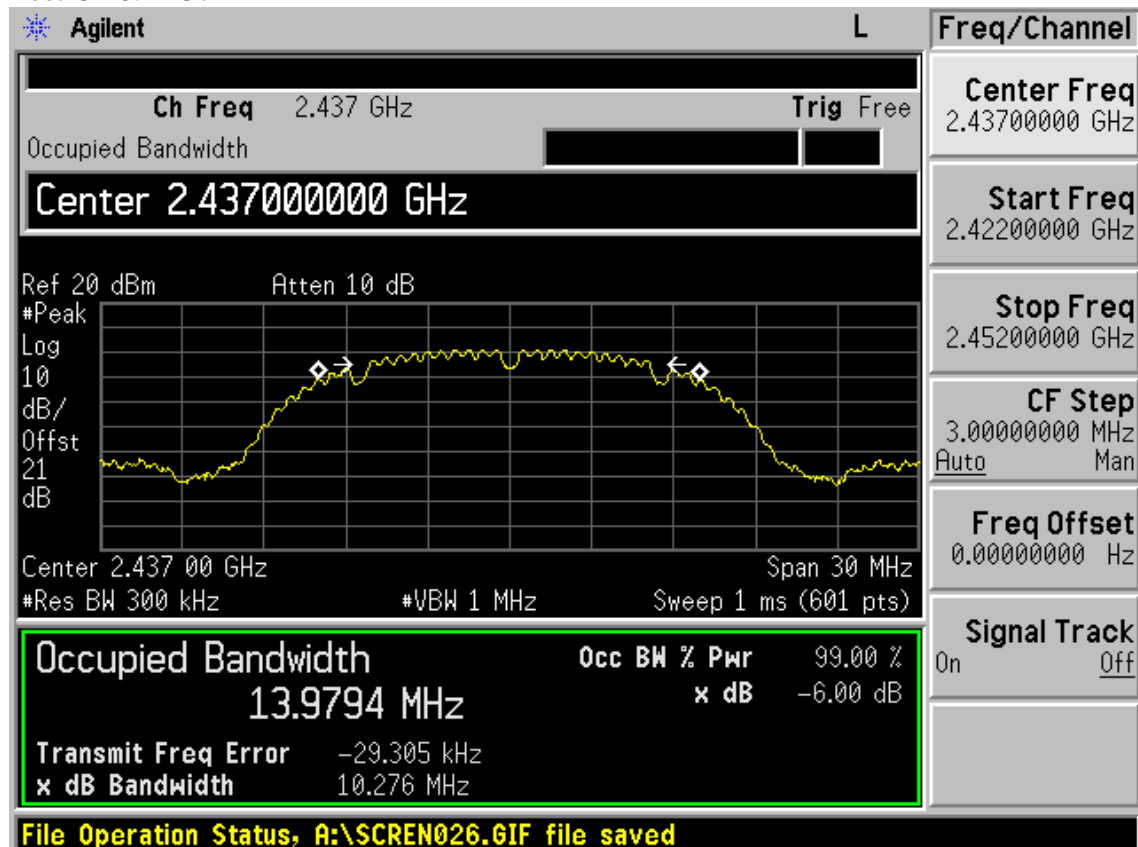 Agilent L Freq/Channel
Ch Freq 2.437 GHz Trig Free
Occupied Bandwidth
Center 2.437000000 GHz
Ref 20 dBm Atten 10 dB
#Peak
Log
10
dB/
Offst
21
dB
Center 2.437 00 GHz Span 30 MHz
#Res BW 300 kHz #VBW 1 MHz Sweep 1 ms (601 pts)
Occupied Bandwidth Occ BW % Pwr 99.00 %
13.9794 MHz x dB -6.00 dB
Transmit Freq Error -29.305 kHz
x dB Bandwidth 10.276 MHz
File Operation Status, A:\SCREN026.GIF file saved
Center Freq
2.43700000 GHz
Start Freq
2.42200000 GHz
Stop Freq
2.45200000 GHz
CF Step
3.00000000 MHz
Auto Man
Freq Offset
0.00000000 Hz
Signal Track
On Off